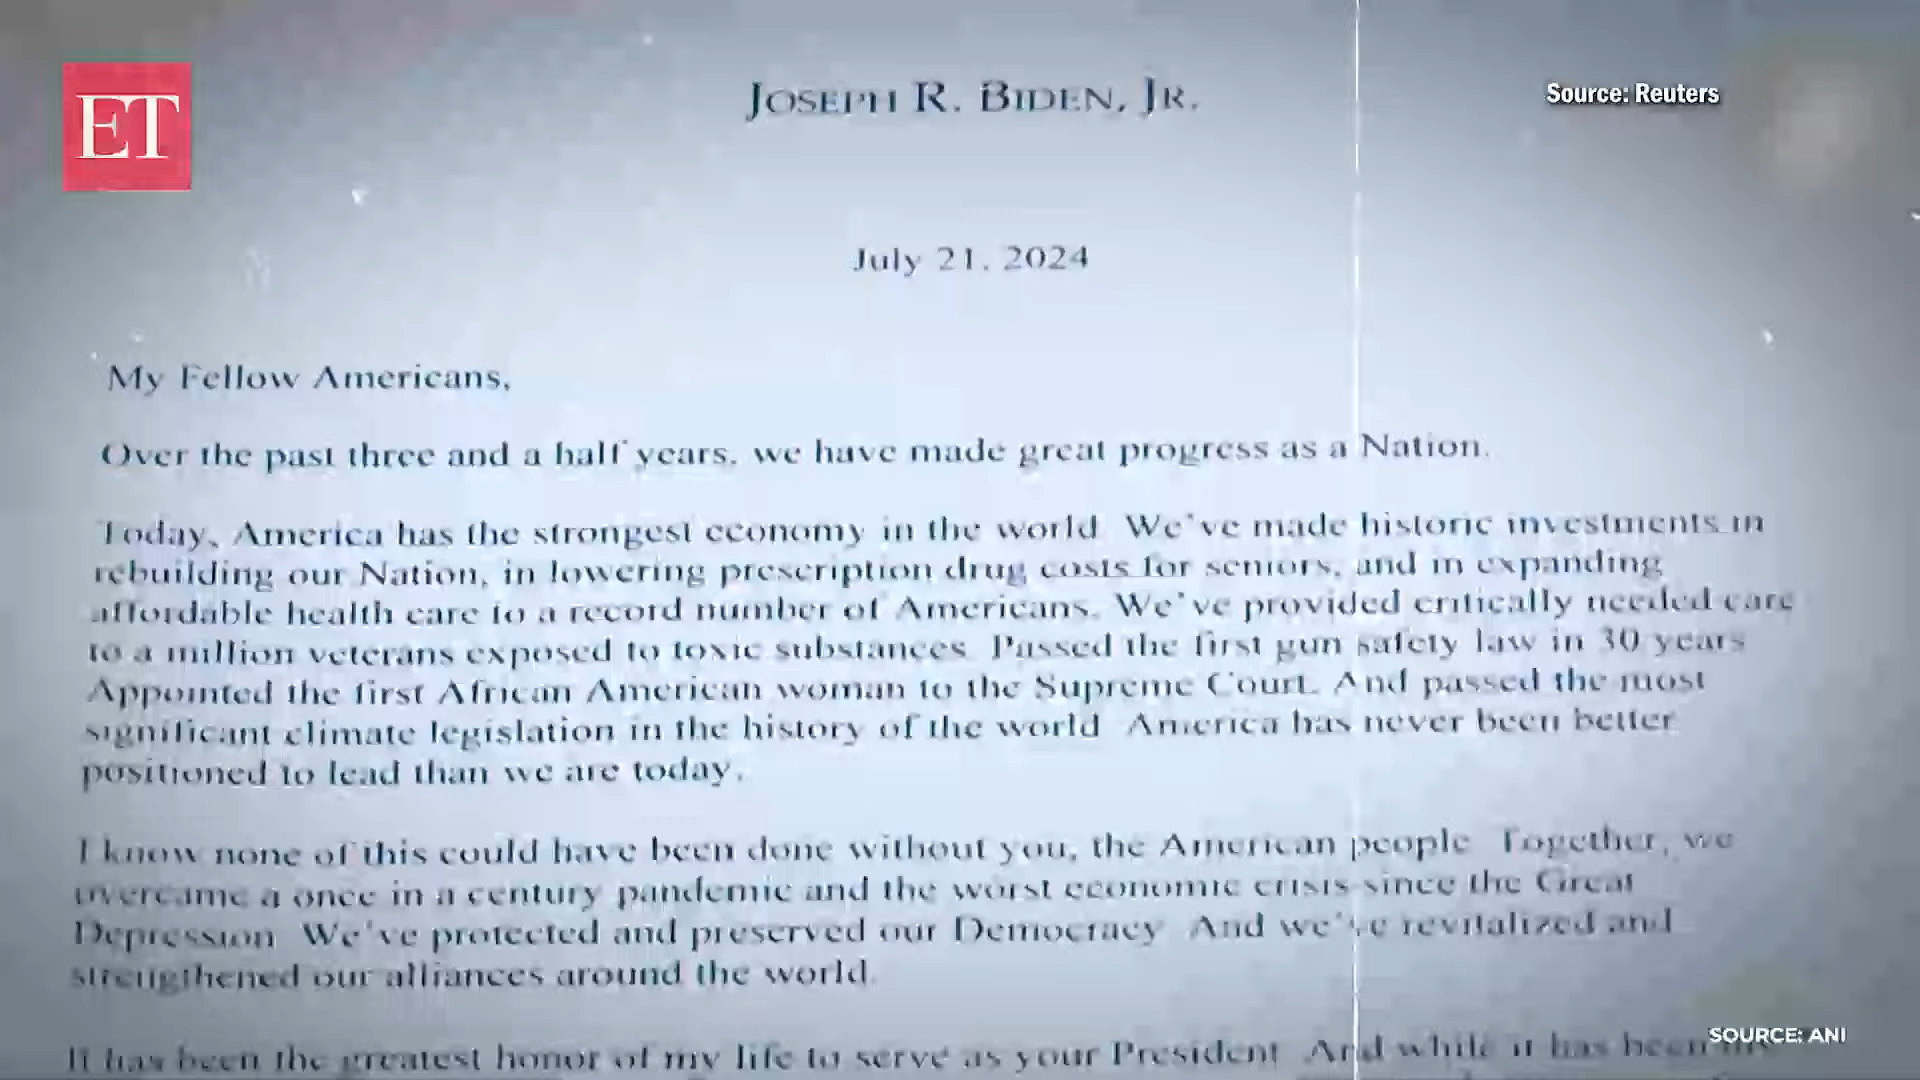 ET
Source: Reuters
JOSEPH R. BIDEN, JR.
July 21, 2024
My Fellow Americans,
Over the past three and a half years, we have made great progress as a Nation.
Today, America has the strongest economy in the world. We've made historic investments in
rebuilding our Nation, in lowering prescription drug costs for seniors, and in expanding
affordable health care to a record number of Americans. We've provided critically needed care
to a million veterans exposed to toxic substances. Passed the first gun safety law in 30 years.
Appointed the first African American woman to the Supreme Court. And passed the most
significant climate legislation in the history of the world. America has never been better
positioned to lead than we are today.
I know none of this could have been done without you, the American people. Together, we
overcame a once in a century pandemic and the worst economic crisis since the Great
Depression. We've protected and preserved our Democracy. And we've revitalized and
strengthened our alliances around the world.
It has been the greatest honor of my life to serve as your President. And while it has been
SOURCE: ANI